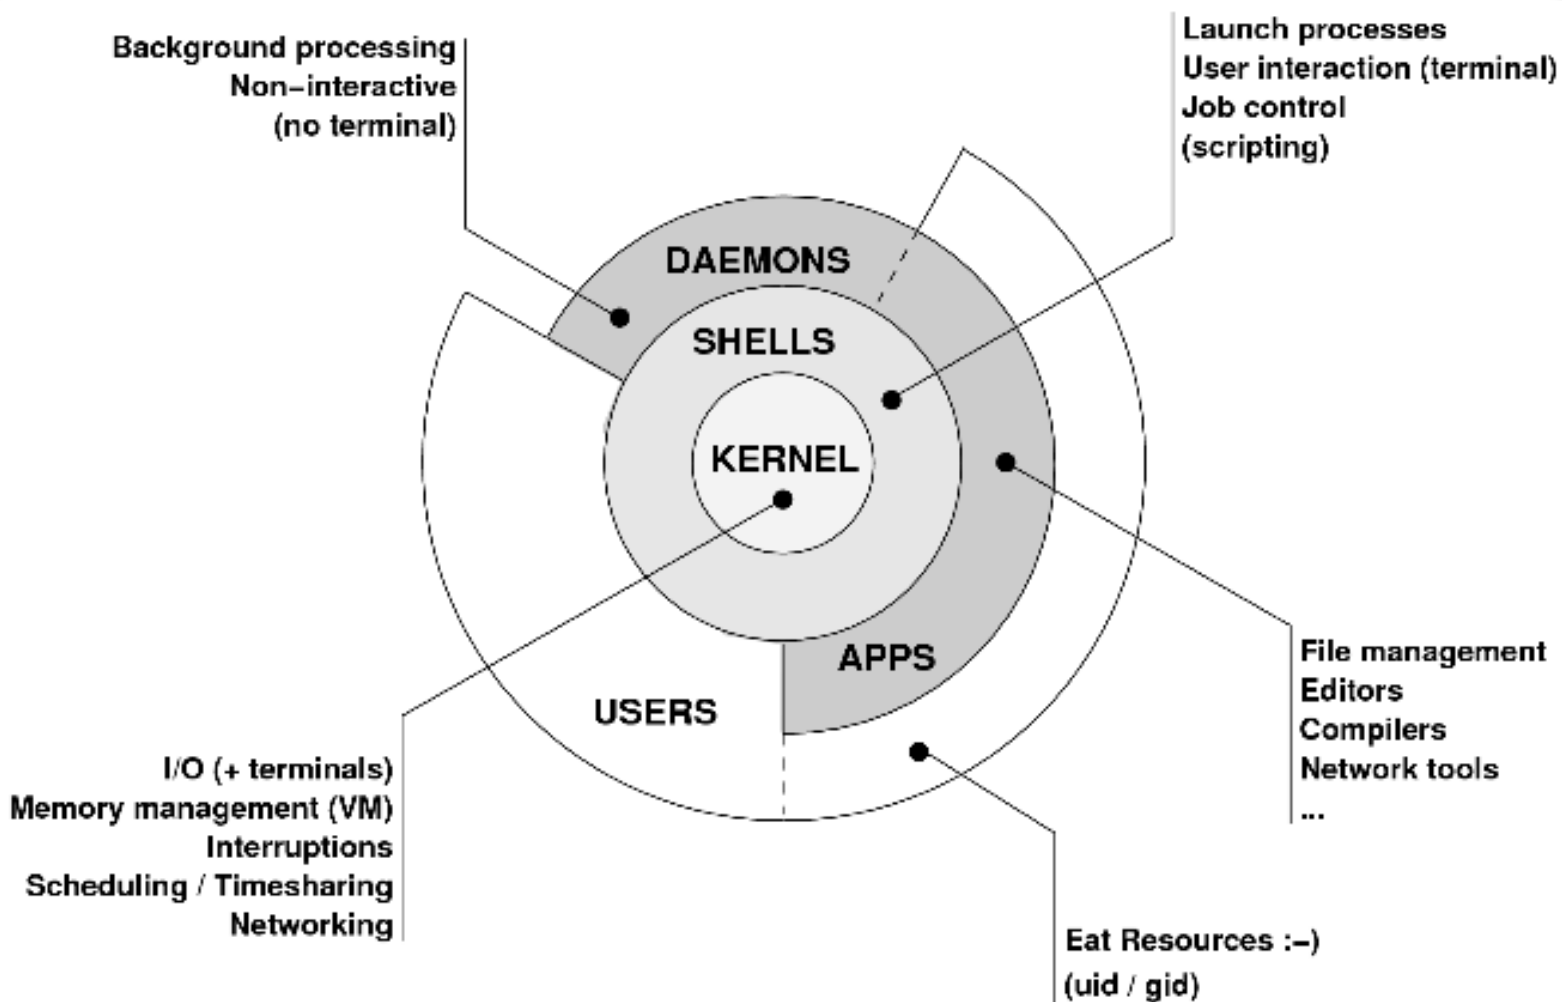 Background processing
Non-interactive
(no terminal)
Launch processes
User interaction (terminal)
Job control
(scripting)
DAEMONS
SHELLS
KERNEL
APPS
USERS
I/O (+ terminals)
Memory management (VM)
Interruptions
Scheduling / Timesharing
Networking
File management
Editors
Compilers
Network tools
...
Eat Resources :-)
(uid / gid)